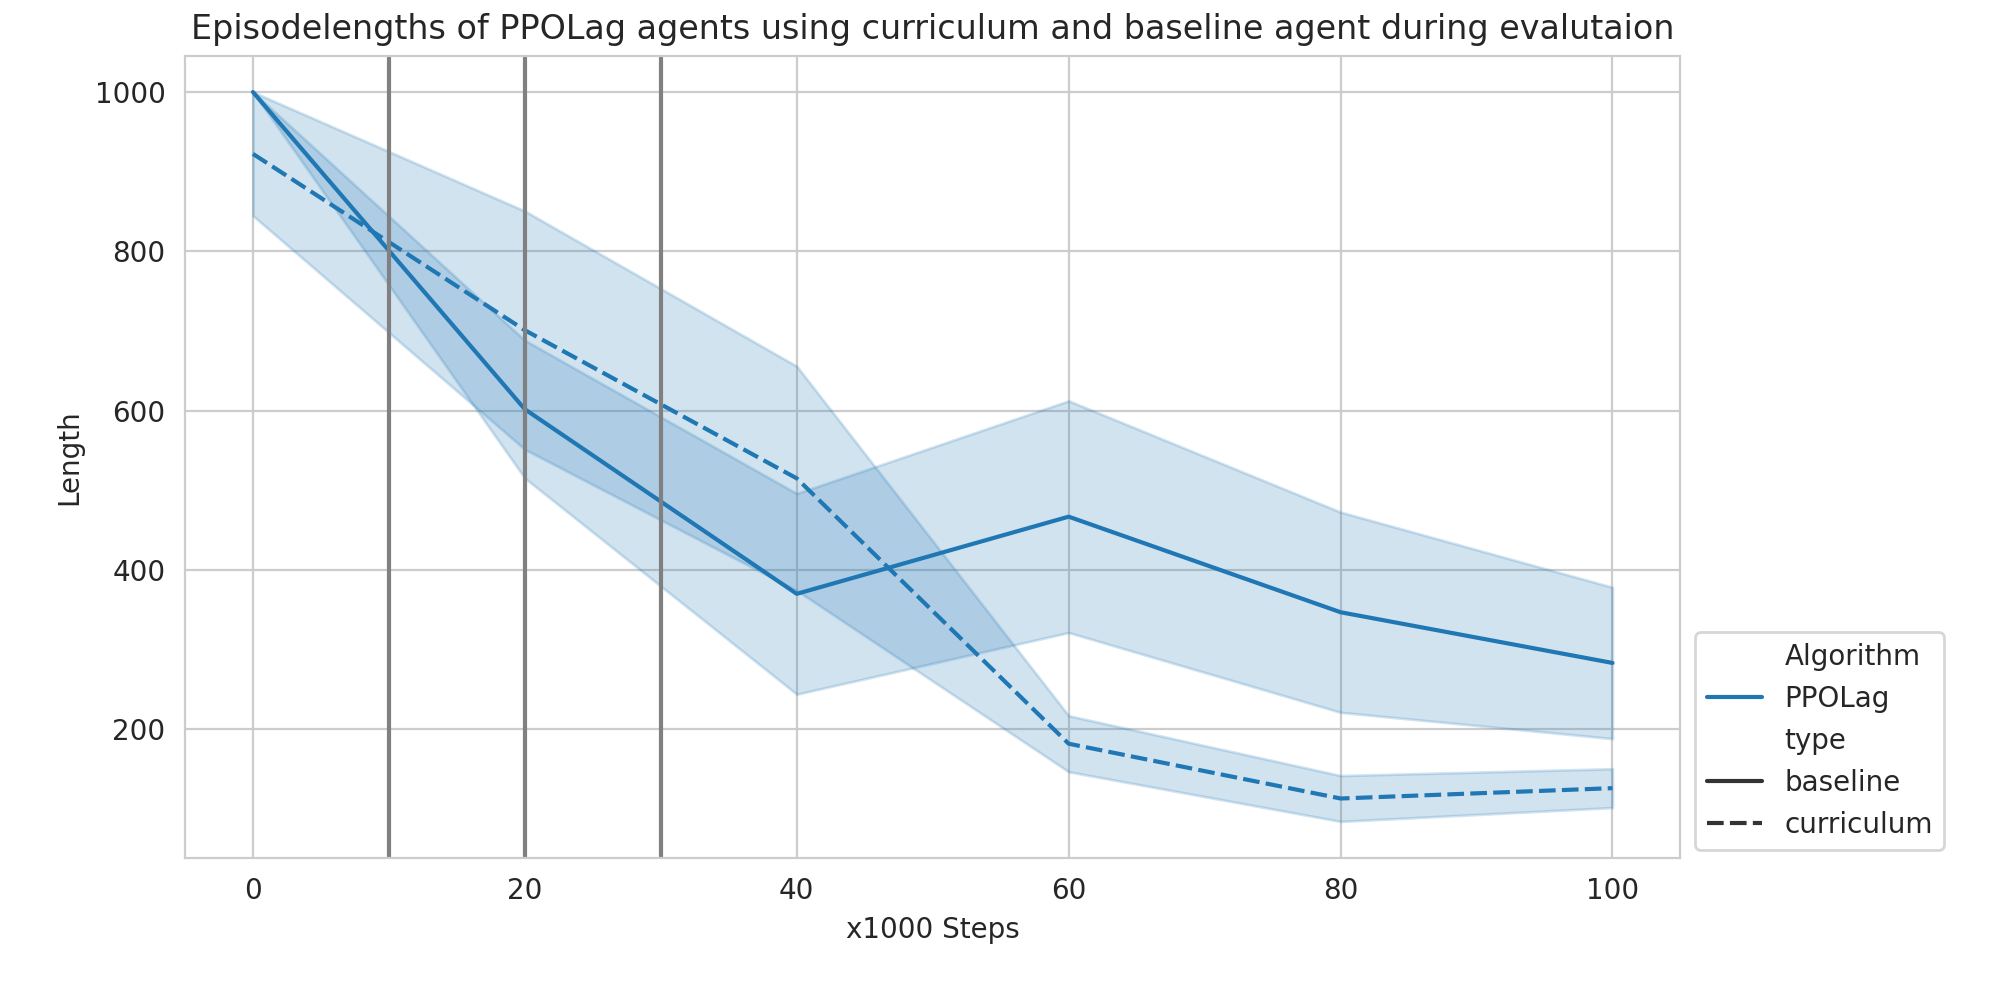 Episodelengths of PPOLag agents using curriculum and baseline agent during evalutaion
1000
800
600
400
200
Length
0 20 40 60 80 100
x1000 Steps
Algorithm
PPOLag
type
baseline
curriculum